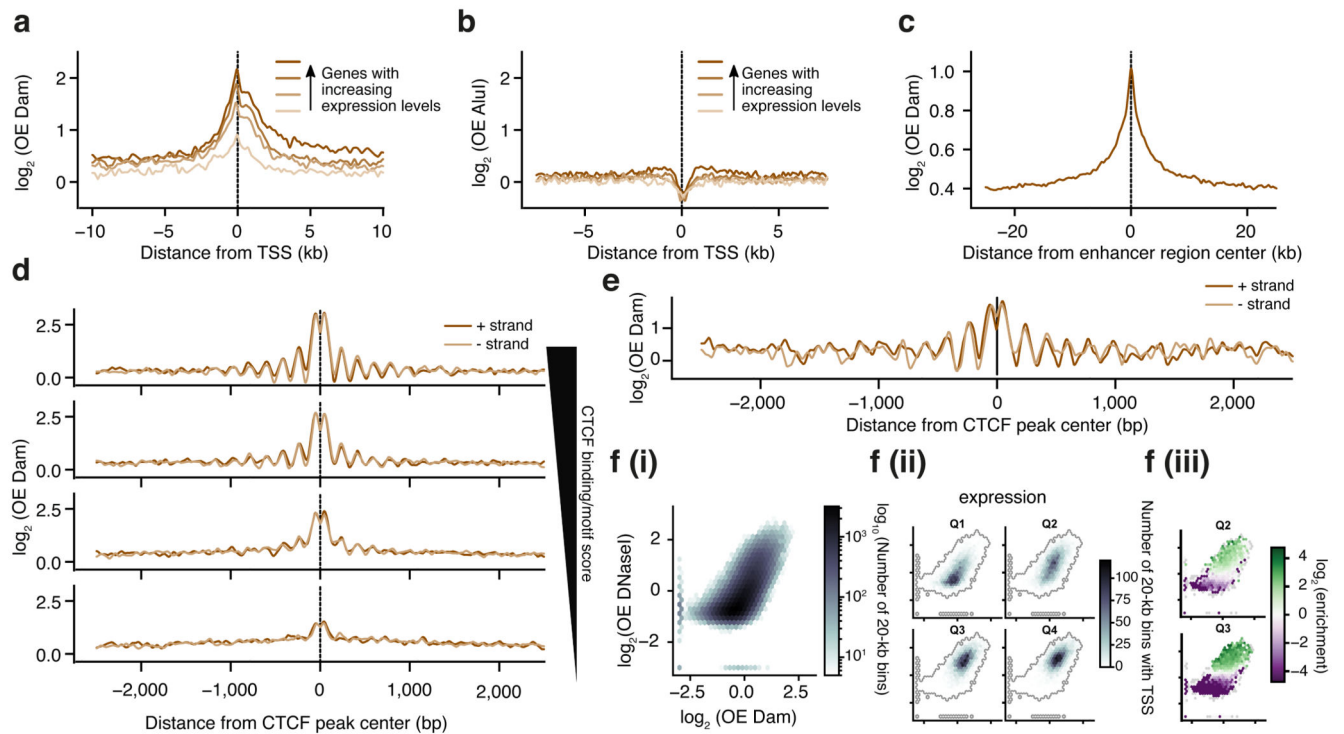 a
log₂ (OE Dam)
2
1
0
Genes with
increasing
expression levels
−10
−5
0
5
10
Distance from TSS (kb)
b
log₂ (OE AluI)
2
1
0
Genes with
increasing
expression levels
−5
0
5
Distance from TSS (kb)
c
log₂ (OE Dam)
1.0
0.8
0.6
0.4
−20
0
20
Distance from enhancer region center (kb)
d
log₂ (OE Dam)
2.5
0.0
2.5
0.0
2.5
0.0
2.5
0.0
+ strand
- strand
CTCF binding/motif score
−2,000
−1,000
0
1,000
2,000
Distance from CTCF peak center (bp)
e
log₂(OE Dam)
1
0
+ strand
- strand
−2,000
−1,000
0
1,000
2,000
Distance from CTCF peak center (bp)
f (i)
log₂(OE DNaseI)
2
0
−2
−2.5
0.0
2.5
log₂ (OE Dam)
10³
10²
10¹
log₁₀ (Number of 20-kb bins)
f (ii)
expression
Q1
Q2
Q3
Q4
100
75
50
25
0
Number of 20-kb bins with TSS
f (iii)
Q2
Q3
4
2
0
−2
−4
log₂ (enrichment)